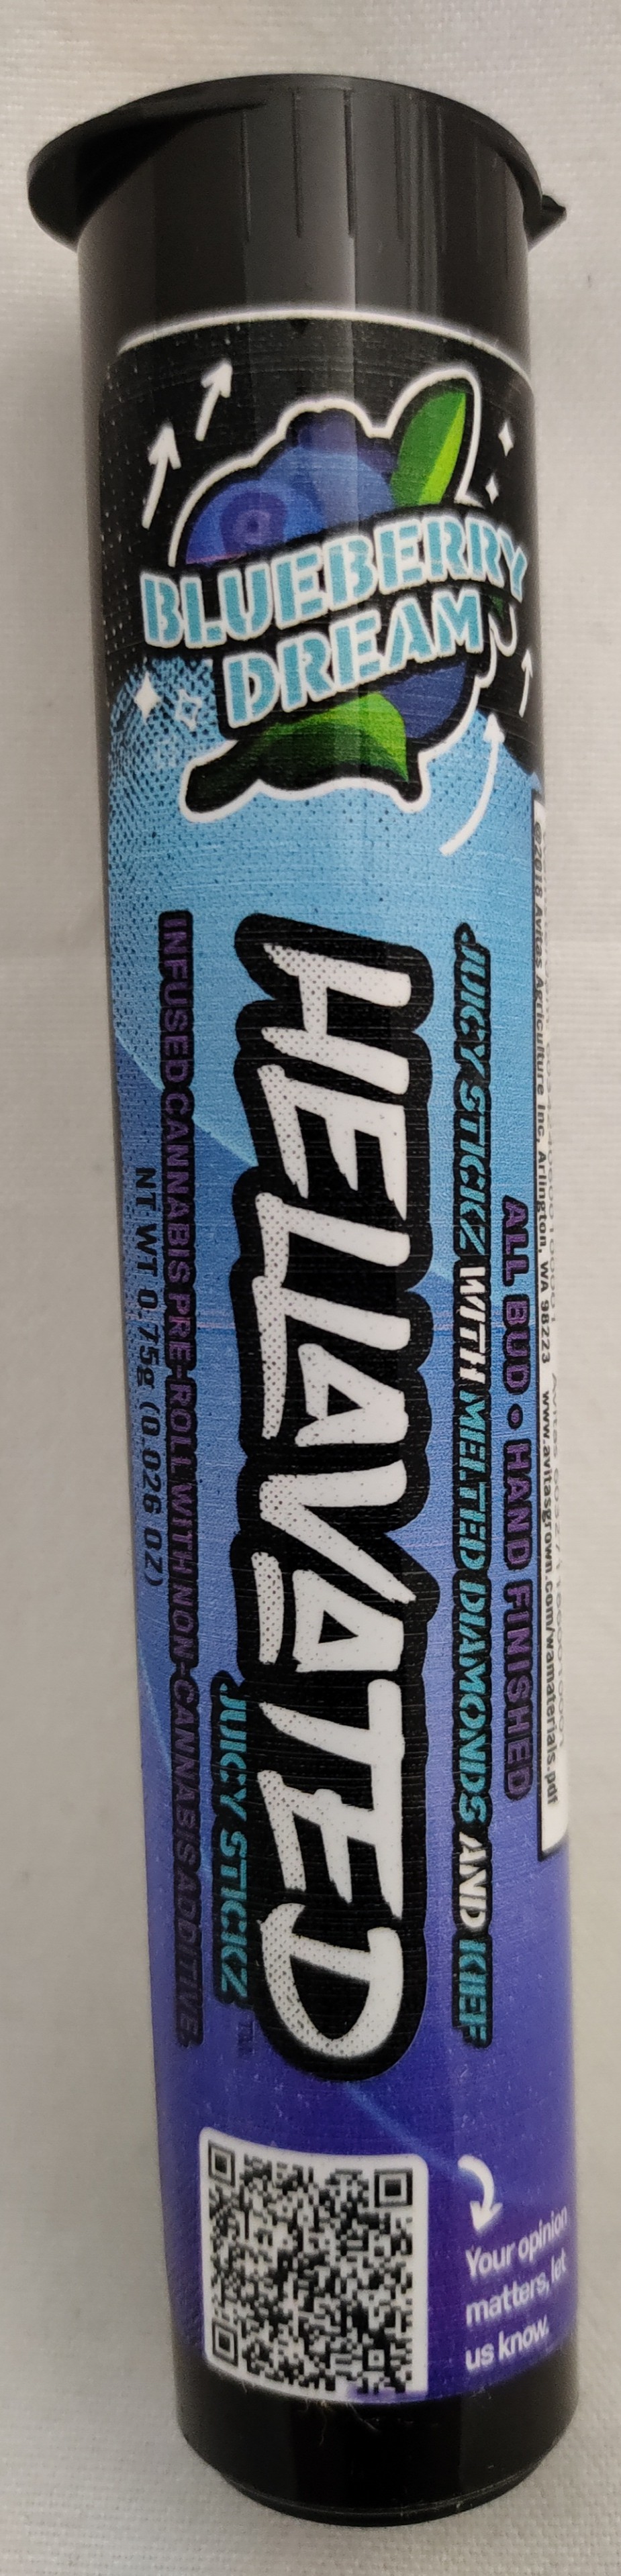 BLUEBERRY
DREAM
ALL BUD • HAND FINISHED
JUICY STICKZ WITH MELTED DIAMONDS AND KIEF
HELLAVATED
JUICY STICKZ™
INFUSED CANNABIS PRE-ROLL WITH NON-CANNABIS ADDITIVE.
NT WT 0.75g (0.026 OZ)
©2018 Avitas Agriculture Inc, Arlington, WA 98223 www.avitasgrown.com/wamaterials.pdf
Your opinion
matters, let
us know.